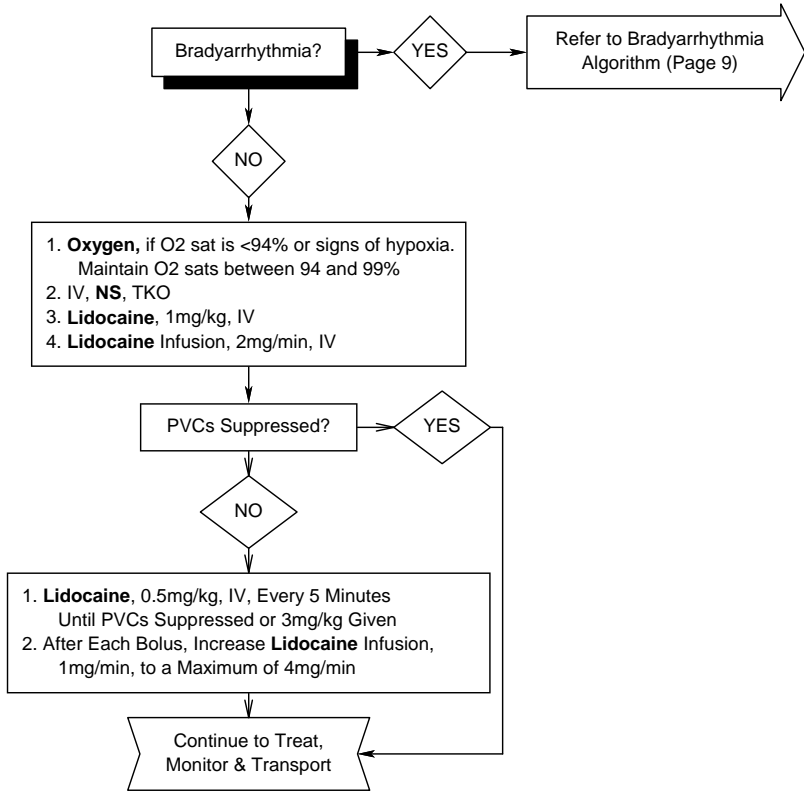 Bradyarrhythmia?
YES
Refer to Bradyarrhythmia
Algorithm (Page 9)
NO
1. Oxygen, if O2 sat is <94% or signs of hypoxia.
Maintain O2 sats between 94 and 99%
2. IV, NS, TKO
3. Lidocaine, 1mg/kg, IV
4. Lidocaine Infusion, 2mg/min, IV
PVCs Suppressed?
YES
NO
1. Lidocaine, 0.5mg/kg, IV, Every 5 Minutes
Until PVCs Suppressed or 3mg/kg Given
2. After Each Bolus, Increase Lidocaine Infusion,
1mg/min, to a Maximum of 4mg/min
Continue to Treat,
Monitor & Transport